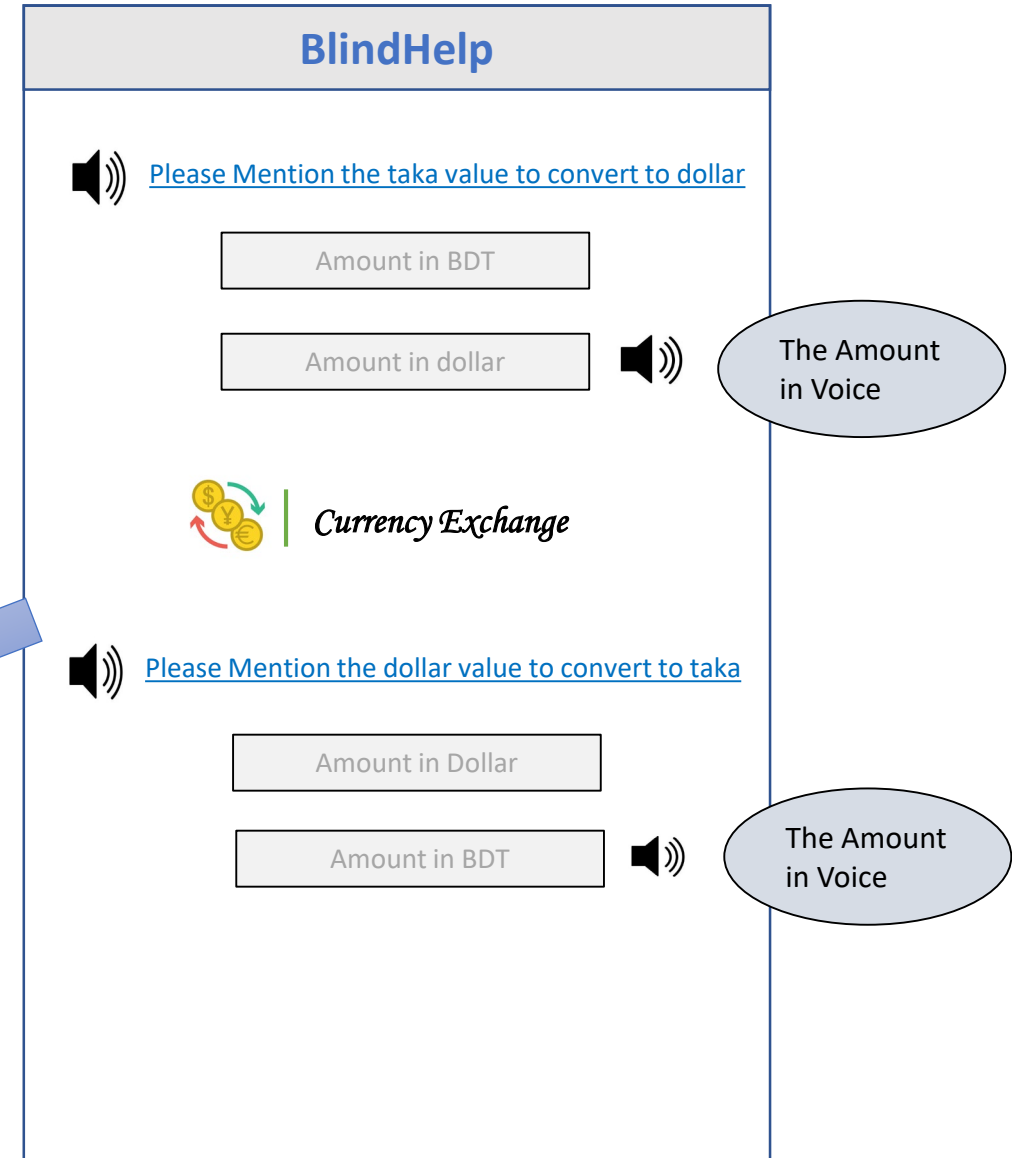 BlindHelp
Please Mention the taka value to convert to dollar
Amount in BDT
Amount in dollar
The Amount
in Voice
$
¥
€
Currency Exchange
Please Mention the dollar value to convert to taka
Amount in Dollar
Amount in BDT
The Amount
in Voice